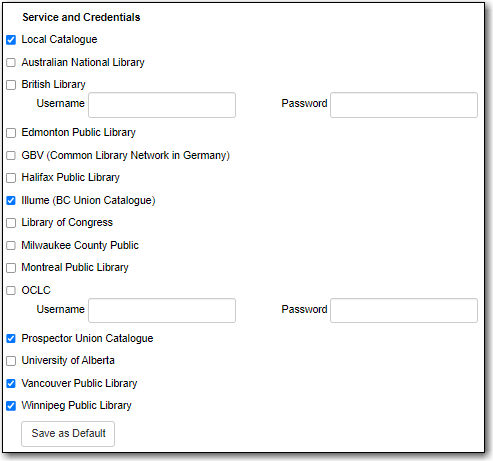 Service and Credentials
Local Catalogue
Australian National Library
British Library
Username Password
Edmonton Public Library
GBV (Common Library Network in Germany)
Halifax Public Library
Illume (BC Union Catalogue)
Library of Congress
Milwaukee County Public
Montreal Public Library
OCLC
Username Password
Prospector Union Catalogue
University of Alberta
Vancouver Public Library
Winnipeg Public Library
Save as Default